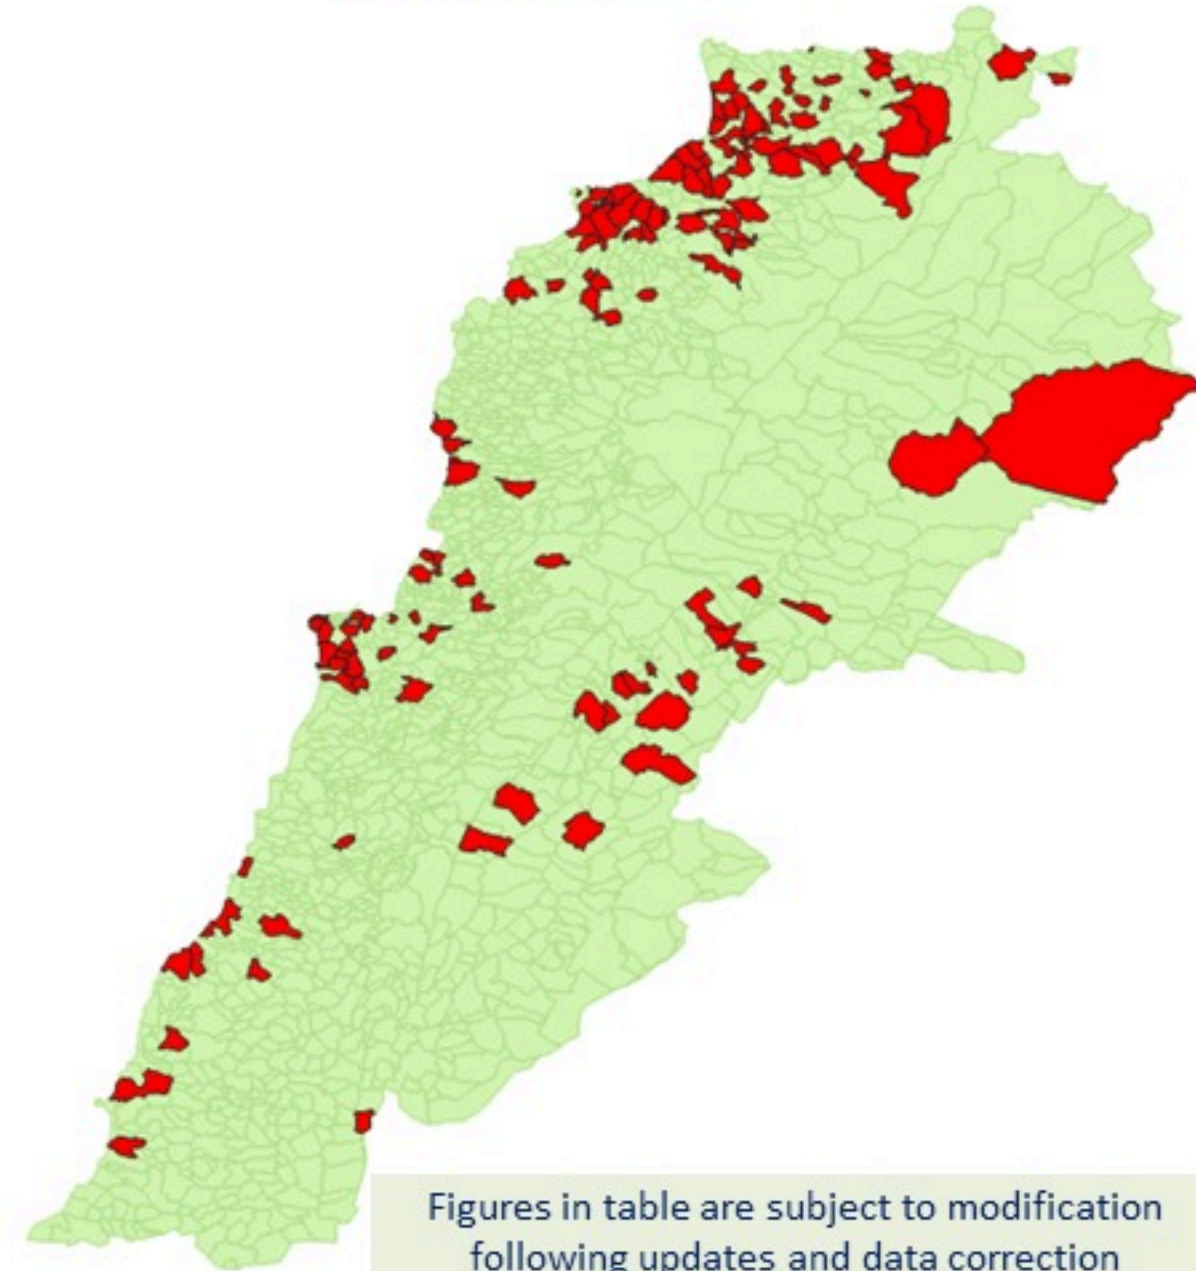 Figures in table are subject to modification
following updates and data correction